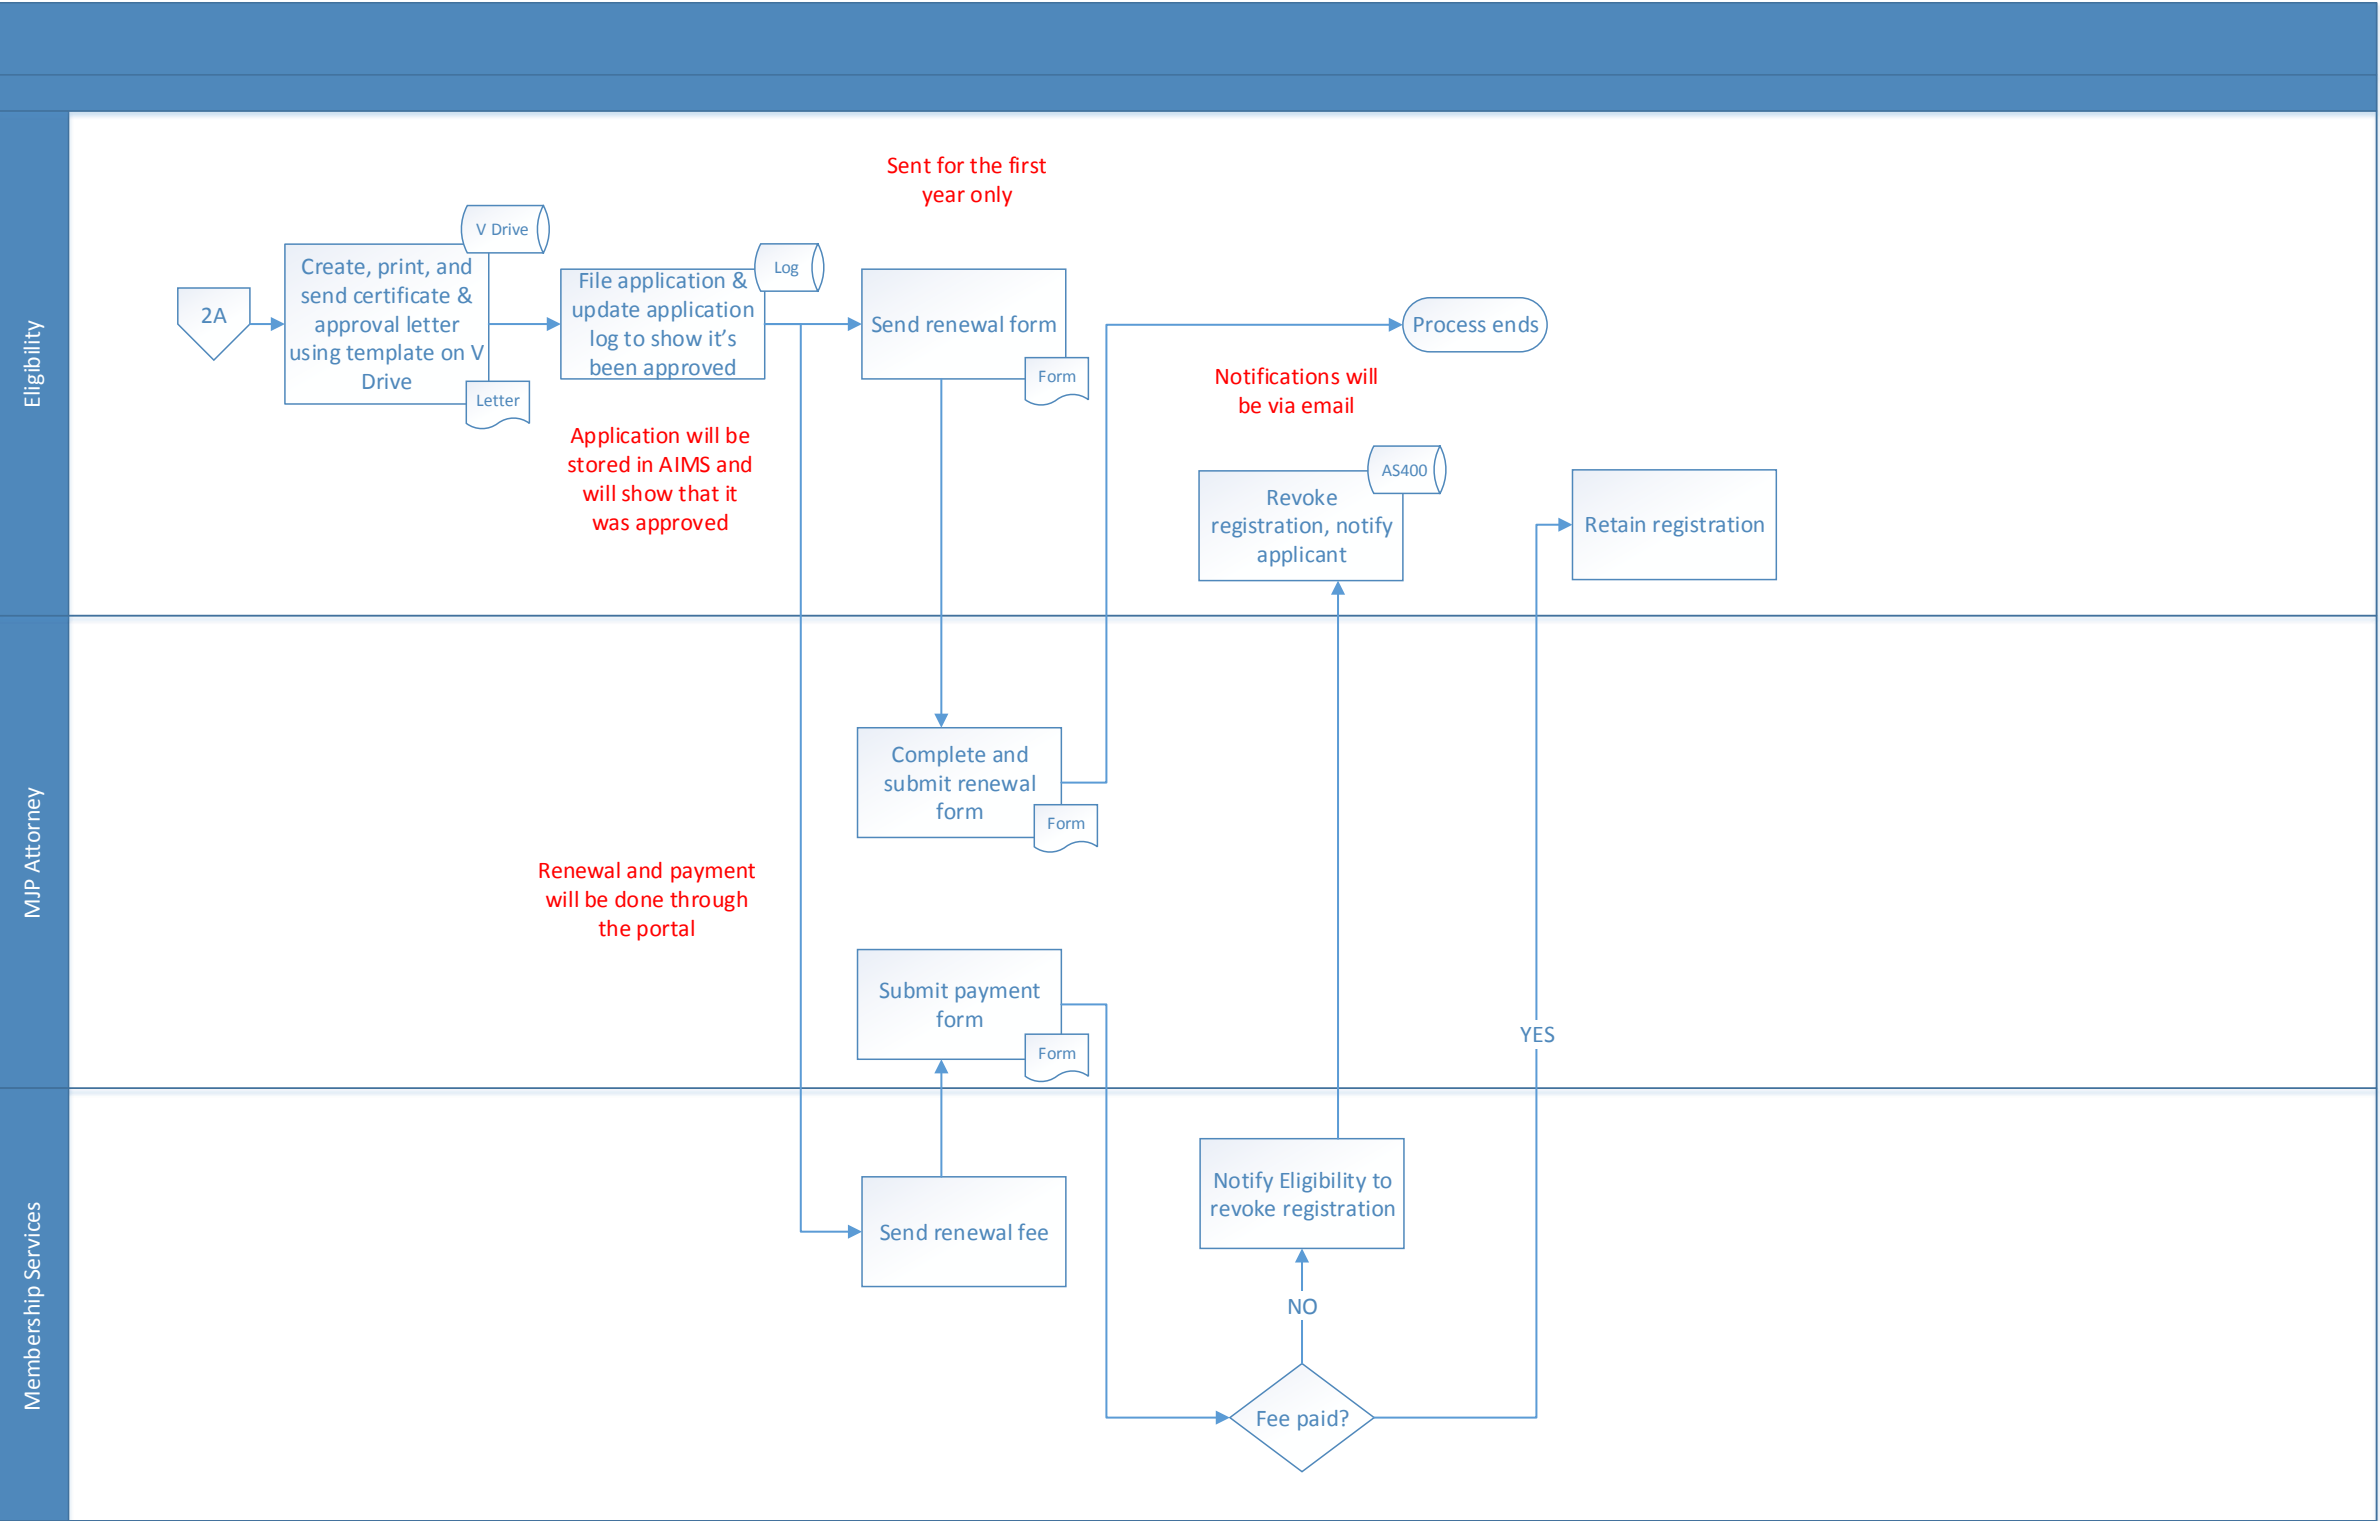 Eligibility
Sent for the first
year only
V Drive
Create, print, and
send certificate &
approval letter
using template on V
Drive
Letter
2A
Log
File application &
update application
log to show it's
been approved
Send renewal form
Form
Process ends
Application will be
stored in AIMS and
will show that it
was approved
Notifications will
be via email
AS400
Revoke
registration, notify
applicant
Retain registration
MJP Attorney
Complete and
submit renewal
form
Form
Renewal and payment
will be done through
the portal
Submit payment
form
Form
YES
Membership Services
Send renewal fee
Notify Eligibility to
revoke registration
NO
Fee paid?